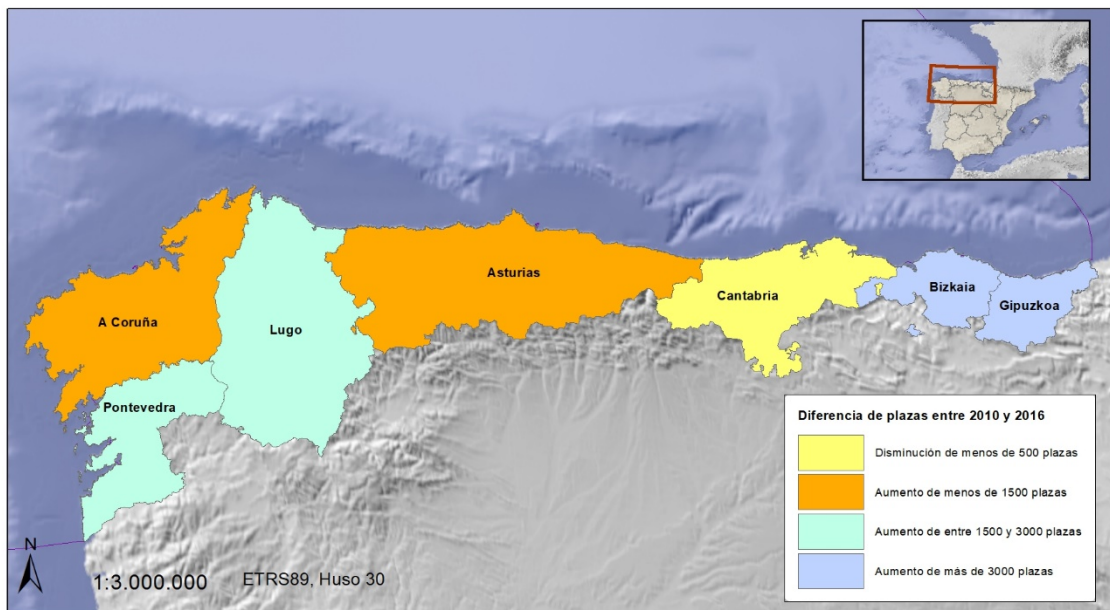 Asturias
Bizkaia
Cantabria
Gipuzkoa
A Coruña
Lugo
Pontevedra
Diferencia de plazas entre 2010 y 2016
Disminución de menos de 500 plazas
Aumento de menos de 1500 plazas
Aumento de entre 1500 y 3000 plazas
Aumento de más de 3000 plazas
N
1:3.000.000
ETRS89, Huso 30